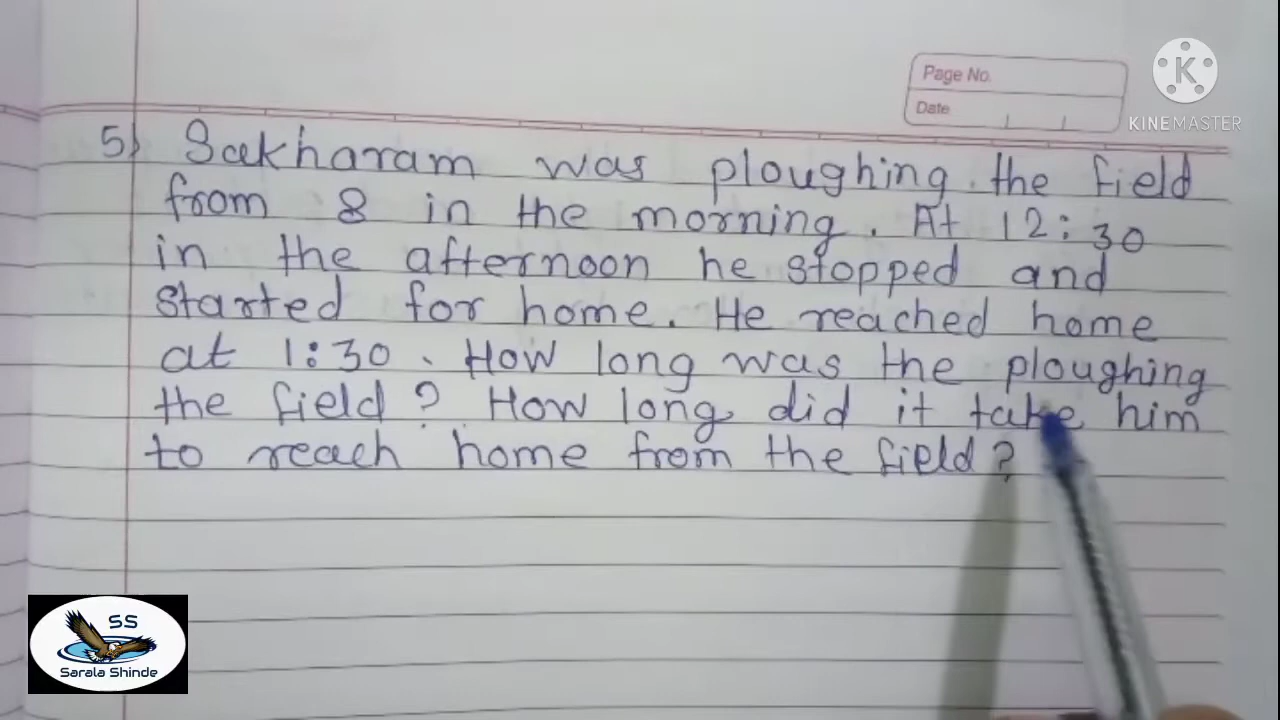 Page No.
Date
KINEMASTER
5) Sakharam was ploughing the field
from 8 in the morning. At 12:30
in the afternoon he stopped and
started for home. He reached home
at 1:30. How long was the ploughing
the field? How long did it take him
to reach home from the field?
SS
Sarala Shinde